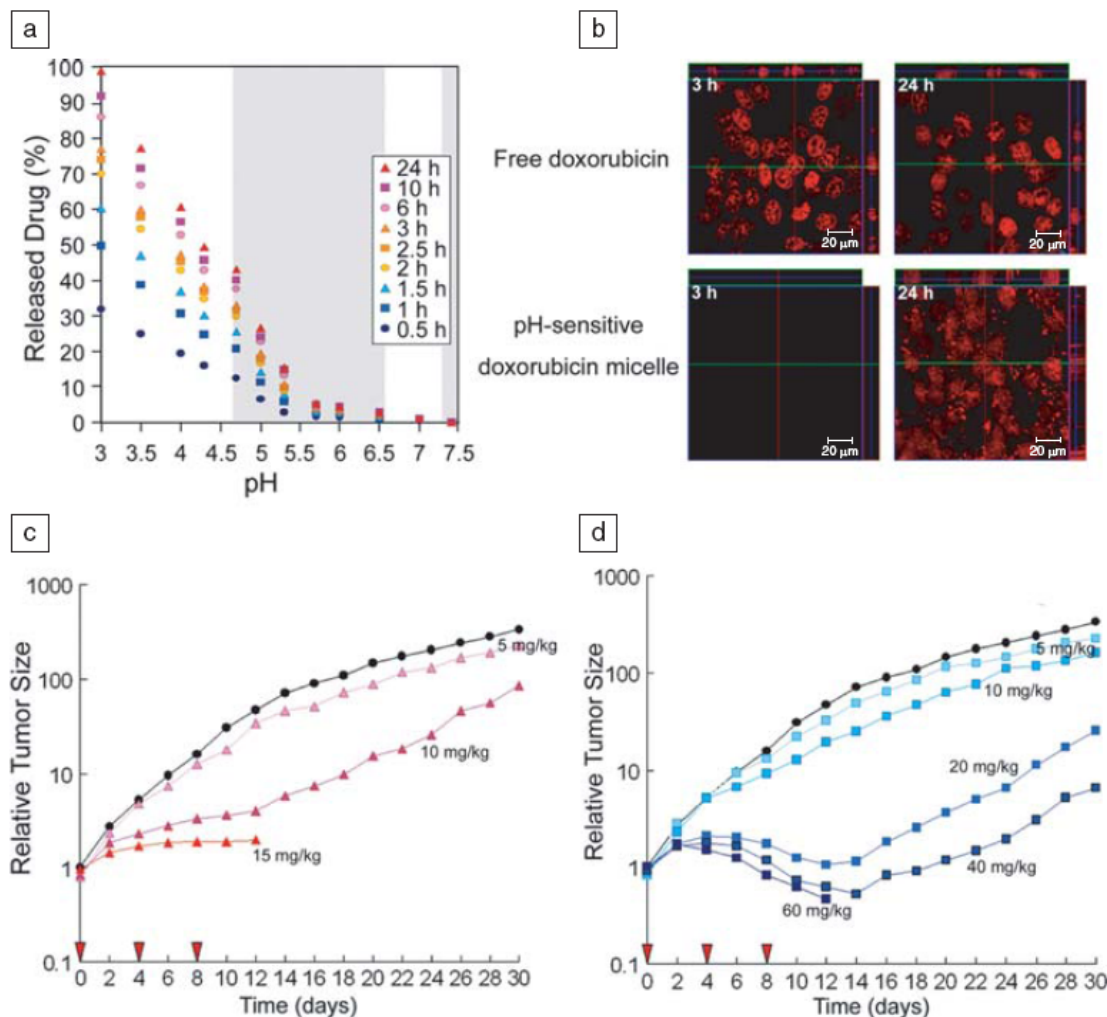 a
Released Drug (%)
100
90
80
70
60
50
40
30
20
10
0
24 h
10 h
6 h
3 h
2.5 h
2 h
1.5 h
1 h
0.5 h
3 3.5 4 4.5 5 5.5 6 6.5 7 7.5
pH
b
Free doxorubicin
3 h
20 µm
24 h
20 µm
pH-sensitive
doxorubicin micelle
3 h
20 µm
24 h
20 µm
c
Relative Tumor Size
1000
100
10
1
0.1
5 mg/kg
10 mg/kg
15 mg/kg
0 2 4 6 8 10 12 14 16 18 20 22 24 26 28 30
Time (days)
d
Relative Tumor Size
1000
100
10
1
0.1
5 mg/kg
10 mg/kg
20 mg/kg
40 mg/kg
60 mg/kg
0 2 4 6 8 10 12 14 16 18 20 22 24 26 28 30
Time (days)